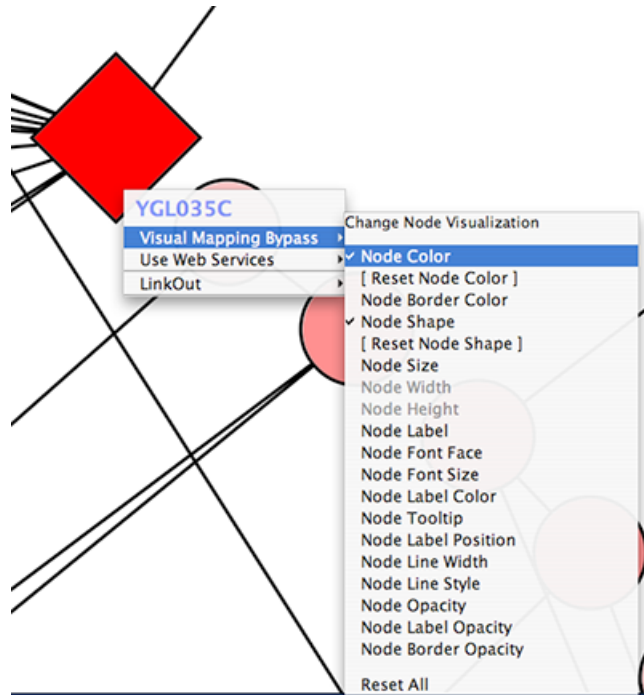 YGL035C
Visual Mapping Bypass
Use Web Services
LinkOut
Change Node Visualization
Node Color
[ Reset Node Color ]
Node Border Color
Node Shape
[ Reset Node Shape ]
Node Size
Node Width
Node Height
Node Label
Node Font Face
Node Font Size
Node Label Color
Node Tooltip
Node Label Position
Node Line Width
Node Line Style
Node Opacity
Node Label Opacity
Node Border Opacity
Reset All